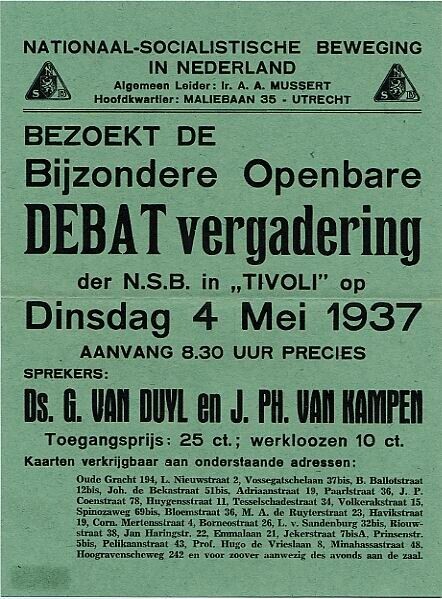 NATIONAAL-SOCIALISTISCHE BEWEGING
IN NEDERLAND
Algemeen Leider: Ir. A. A. MUSSERT
Hoofdkwartier: MALIEBAAN 35 - UTRECHT
BEZOEKT DE
Bijzondere Openbare
DEBAT vergadering
der N.S.B. in „TIVOLI” op
Dinsdag 4 Mei 1937
AANVANG 8.30 UUR PRECIES
SPREKERS:
Ds. G. VAN DUYL en J. PH. VAN KAMPEN
Toegangsprijs: 25 ct.; werkloozen 10 ct.
Kaarten verkrijgbaar aan onderstaande adressen:
Oude Gracht 194, L. Nieuwstraat 2, Vossegatschelaan 37bis, B. Ballotstraat
12bis, Joh. de Bekastraat 51bis, Adriaanstraat 19, Paarlstraat 36, J. P.
Coenstraat 78, Huygensstraat 11, Tesselschadestraat 34, Volkerakstraat 15,
Spinozaweg 69bis, Bloemstraat 36, M. A. de Ruyterstraat 23, Havikstraat
19, Corn. Mertensstraat 4, Borneostraat 26, L. v. Sandenburg 32bis, Riouw-
straat 38, Jan Haringstr. 22, Emmalaan 21, Jekerstraat 7bisA. Prinsenstr.
5bis, Pelikaanstraat 43, Prof. Hugo de Vrieslaan 8, Minahassastraat 48,
Hoogravenscheweg 242 en voor zoover aanwezig des avonds aan de zaal.